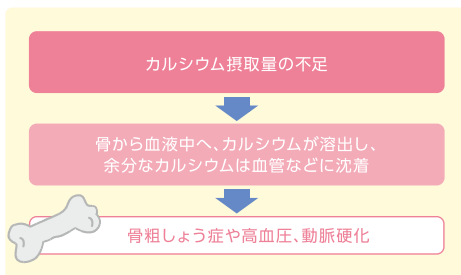 カルシウム摂取量の不足
骨から血液中へ、カルシウムが溶出し、
余分なカルシウムは血管などに沈着
骨粗しょう症や高血圧、動脈硬化